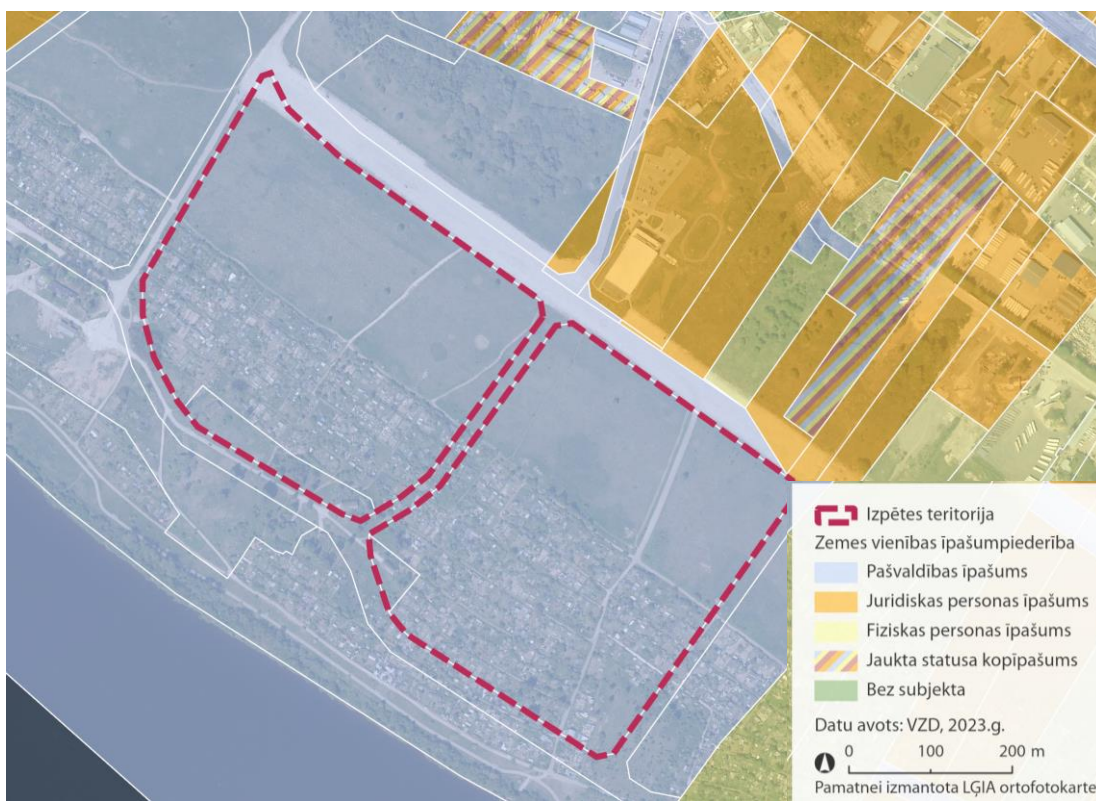 Izpētes teritorija
Zemes vienības īpašumpiederība
Pašvaldības īpašums
Juridiskas personas īpašums
Fiziskas personas īpašums
Jaukta statusa kopīpašums
Bez subjekta
Datu avots: VZD, 2023.g.
0 100 200 m
Pamatnei izmantota LĢIA ortofotokarte